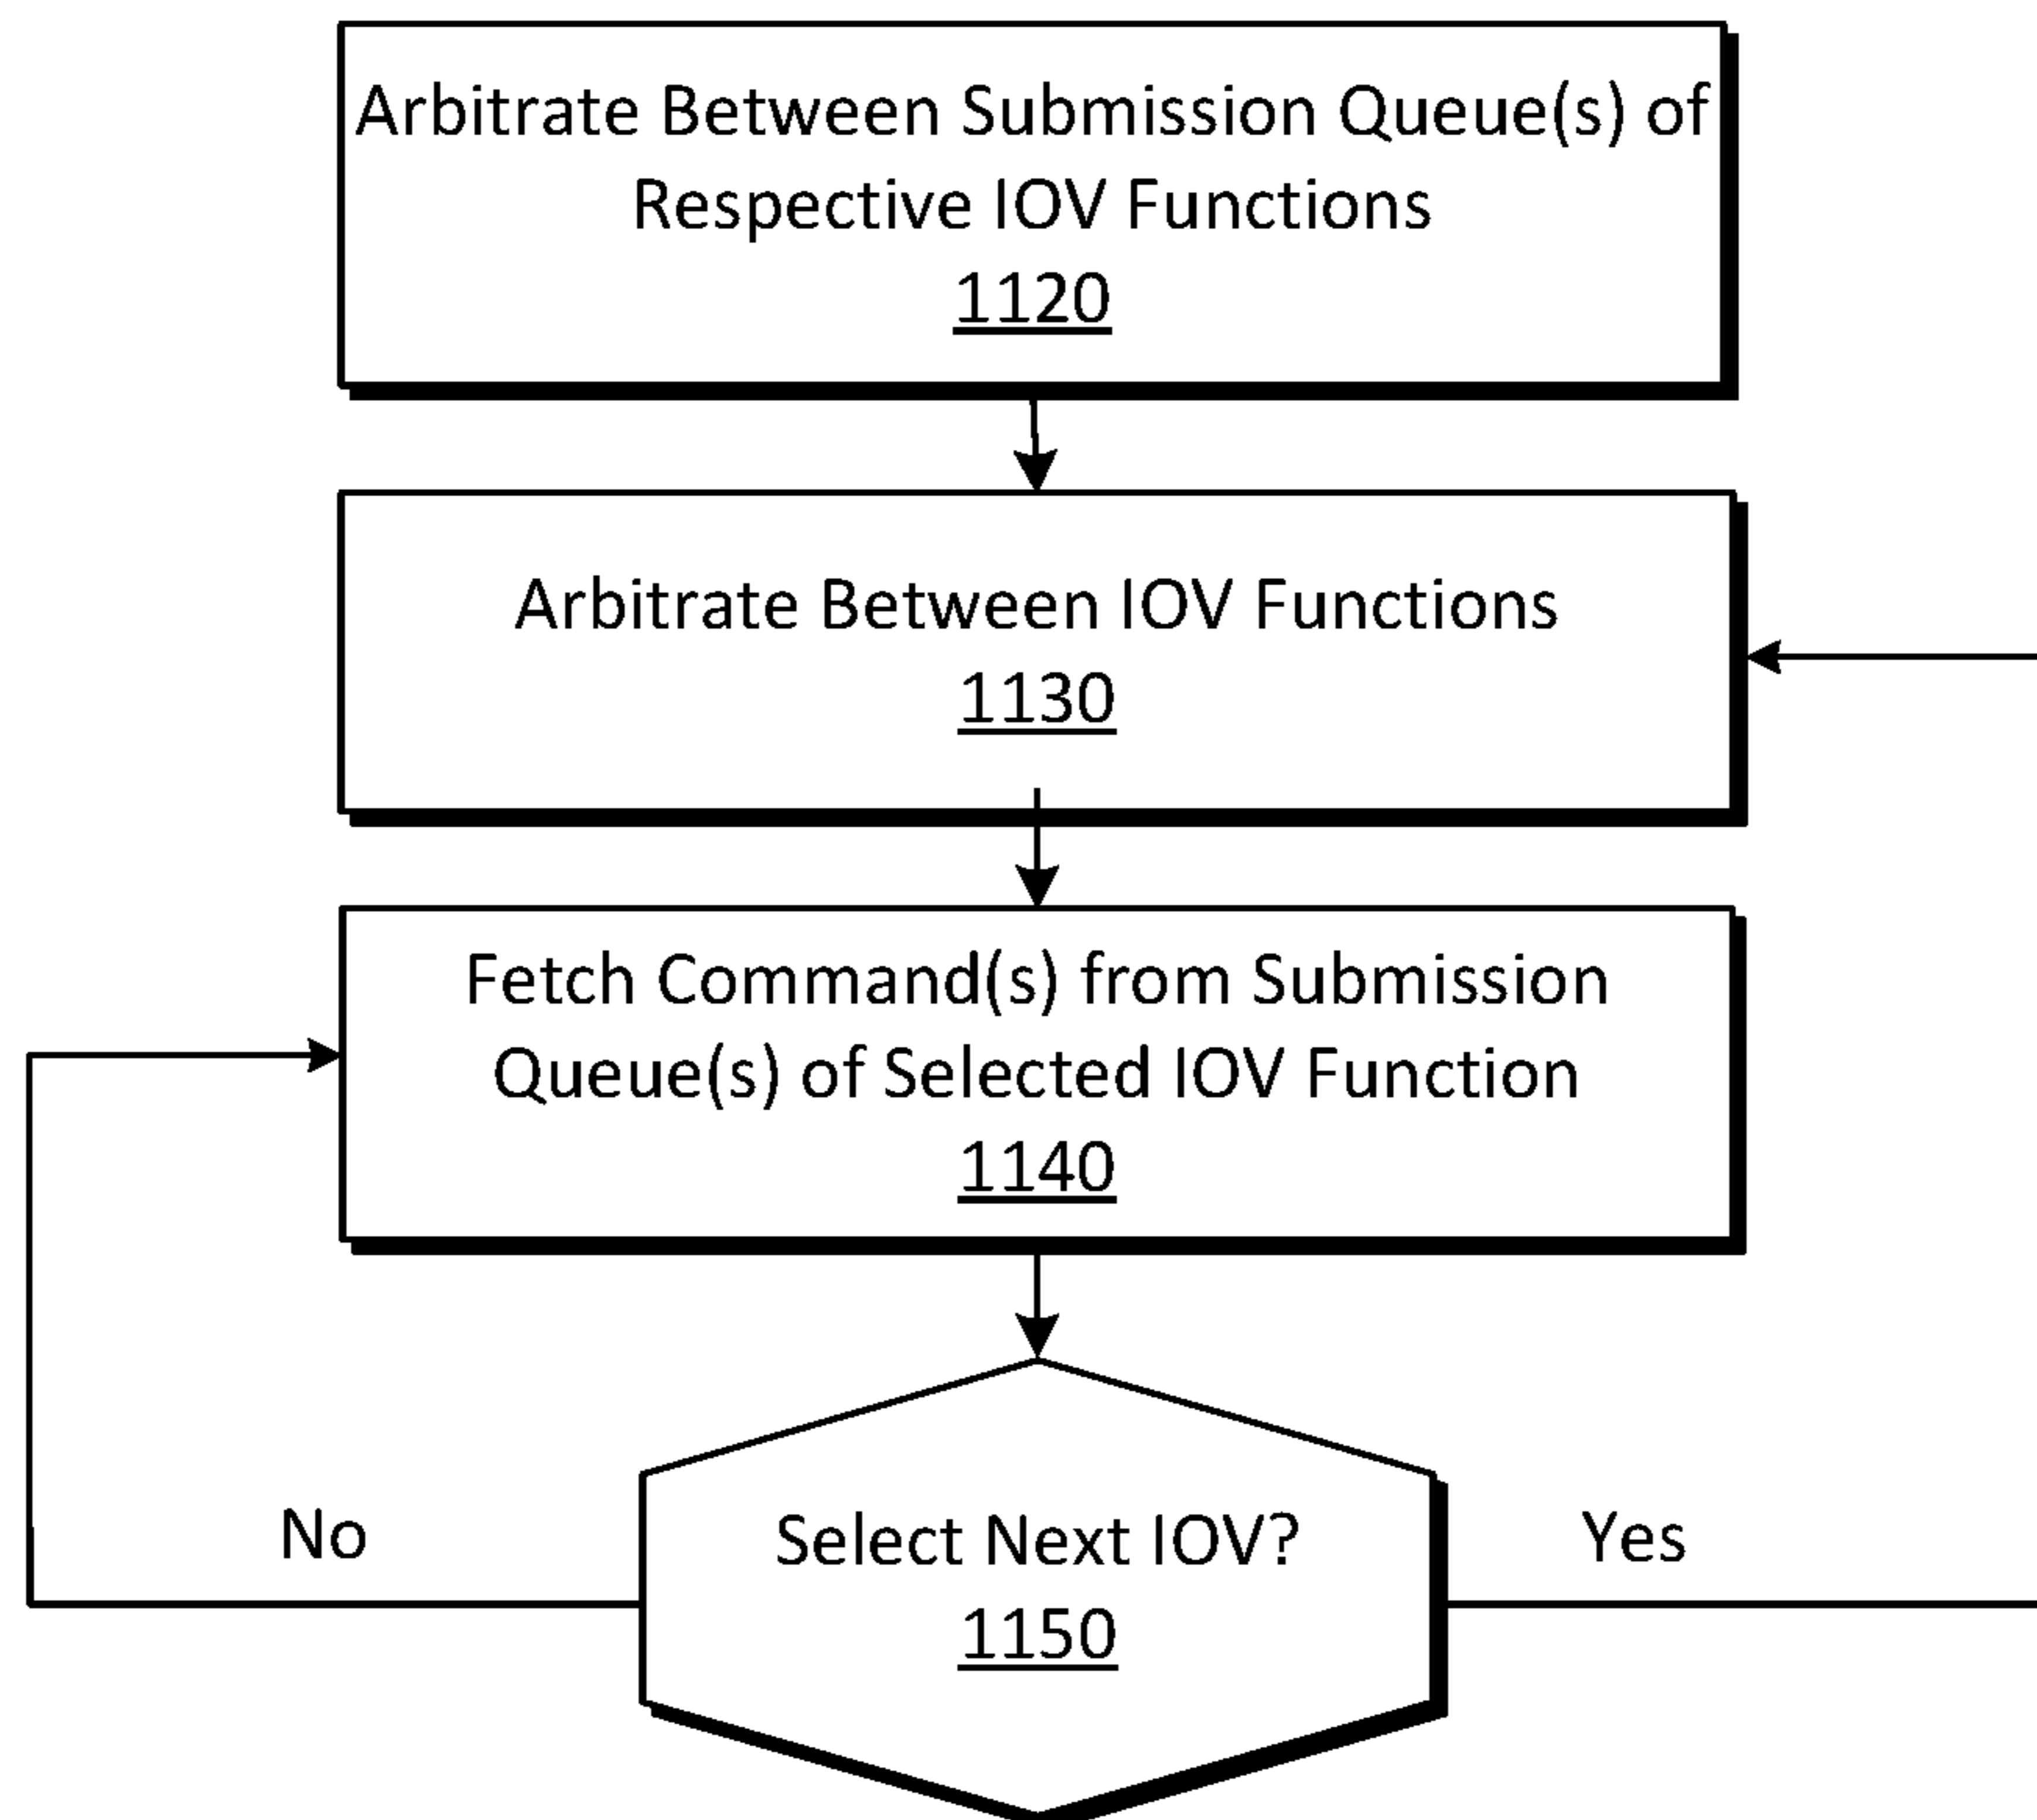 Arbitrate Between Submission Queue(s) of
Respective IOV Functions
1120
Arbitrate Between IOV Functions
1130
Fetch Command(s) from Submission
Queue(s) of Selected IOV Function
1140
No
Select Next IOV?
Yes
1150